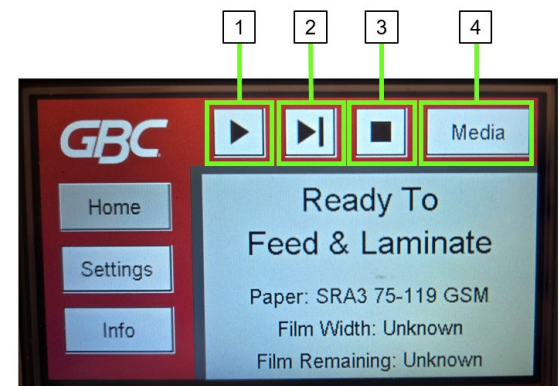 1 2 3 4
GBC
Media
Home
Settings
Info
Ready To
Feed & Laminate
Paper: SRA3 75-119 GSM
Film Width: Unknown
Film Remaining: Unknown